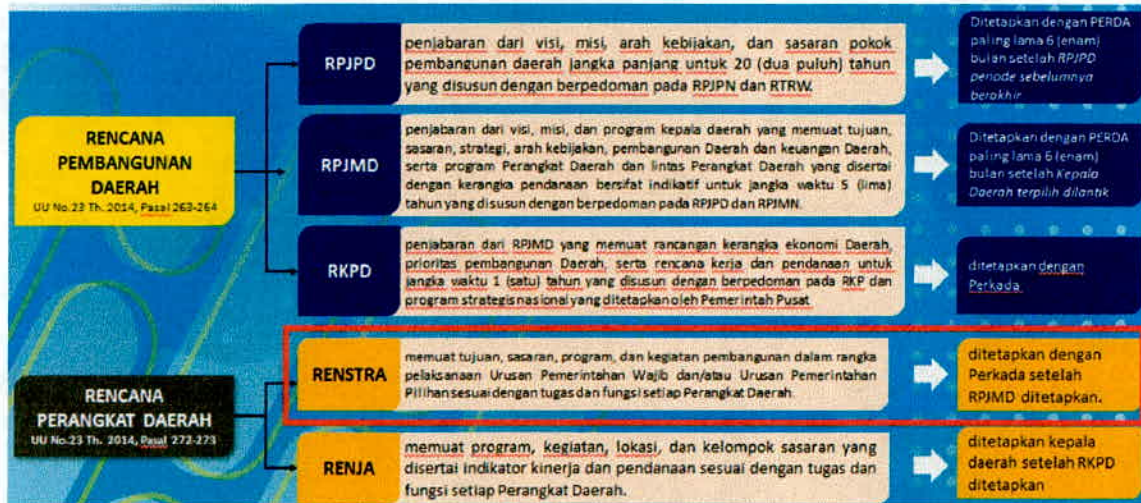 RENCANA
PEMBANGUNAN
DAERAH
UU No.23 Th. 2014, Pasal 263-264
RPJPD
penjabaran dari visi, misi, arah kebijakan, dan sasaran pokok
pembangunan daerah jangka panjang untuk 20 (dua puluh) tahun
yang disusun dengan berpedoman pada RPJPN dan RTRW.
Ditetapkan dengan PERDA
paling lama 6 (enam)
bulan setelah RPJPD
periode sebelumnya
berakhir
RPJMD
penjabaran dari visi, misi, dan program kepala daerah yang memuat tujuan,
sasaran, strategi, arah kebijakan, pembangunan Daerah dan keuangan Daerah,
serta program Perangkat Daerah dan lintas Perangkat Daerah yang disertai
dengan kerangka pendanaan bersifat indikatif untuk jangka waktu 5 (lima)
tahun yang disusun dengan berpedoman pada RPJPD dan RPJMN.
Ditetapkan dengan PERDA
paling lama 6 (enam)
bulan setelah Kepala
Daerah terpilih dilantik
RKPD
penjabaran dari RPJMD yang memuat rancangan kerangka ekonomi Daerah,
prioritas pembangunan Daerah, serta rencana kerja dan pendanaan untuk
jangka waktu 1 (satu) tahun yang disusun dengan berpedoman pada RKP dan
program strategis nasional yang ditetapkan oleh Pemerintah Pusat
ditetapkan dengan
Perkada
RENCANA
PERANGKAT DAERAH
UU No.23 Th. 2014, Pasal 272-273
RENSTRA
memuat tujuan, sasaran, program, dan kegiatan pembangunan dalam rangka
pelaksanaan Urusan Pemerintahan Wajib dan/atau Urusan Pemerintahan
Pilihan sesuai dengan tugas dan fungsi setiap Perangkat Daerah.
ditetapkan dengan
Perkada setelah
RPJMD ditetapkan.
RENJA
memuat program, kegiatan, lokasi, dan kelompok sasaran yang
disertai indikator kinerja dan pendanaan sesuai dengan tugas dan
fungsi setiap Perangkat Daerah.
ditetapkan kepala
daerah setelah RKPD
ditetapkan